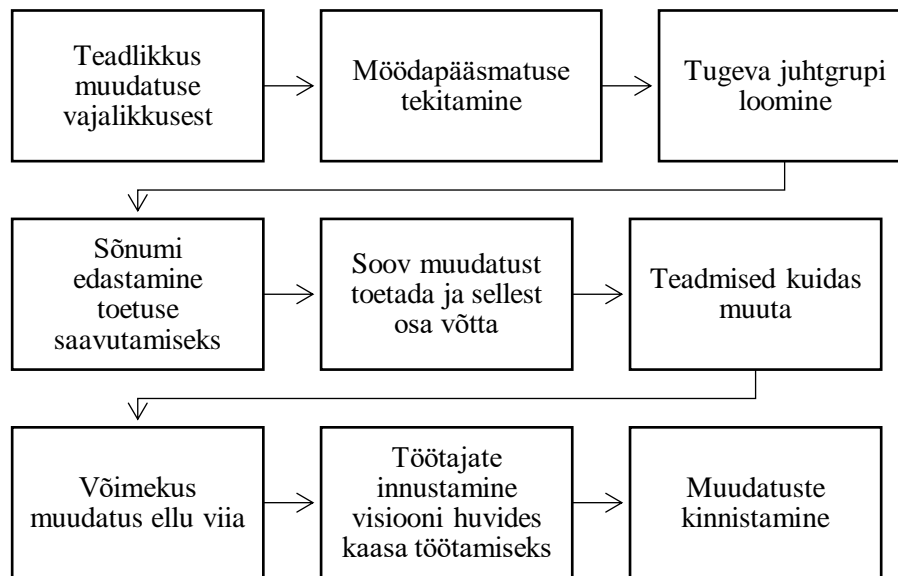 Teadlikkus
muudatuse
vajalikkusest
Möödapääsmatuse
tekitamine
Tugeva juhtgrupi
loomine
Sõnumi
edastamine
toetuse
saavutamiseks
Soov muudatust
toetada ja sellest
osa võtta
Teadmised kuidas
muuta
Võimekus
muudatus ellu viia
Töötajate
innustamine
visiooni huvides
kaasa töötamiseks
Muudatuste
kinnistamine